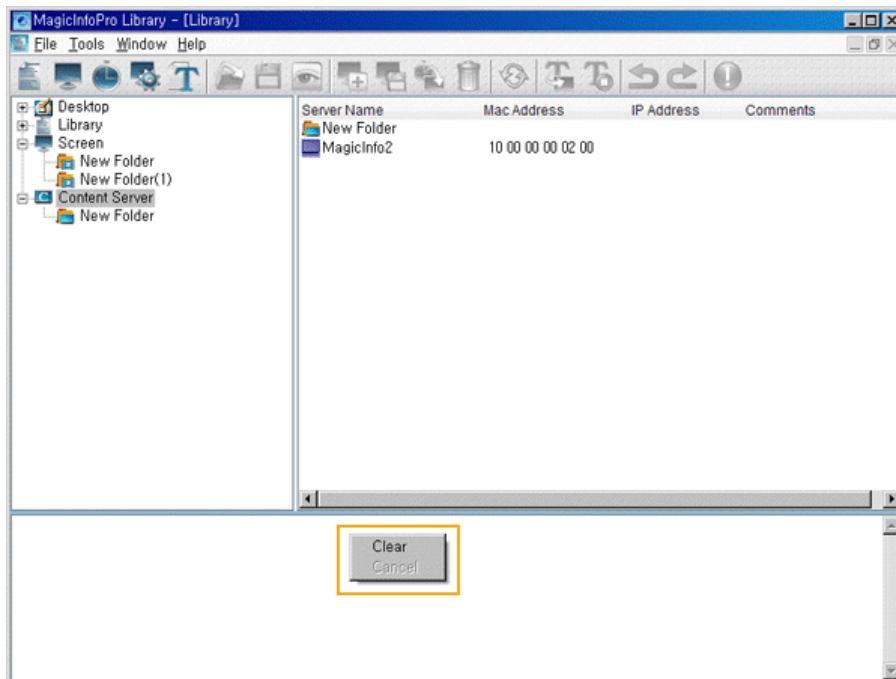 MagicInfoPro Library - [Library]
File Tools Window Help
Desktop
Library
Screen
New Folder
New Folder(1)
Content Server
New Folder
Server Name Mac Address IP Address Comments
New Folder
MagicInfo2 10 00 00 00 02 00
Clear
Cancel